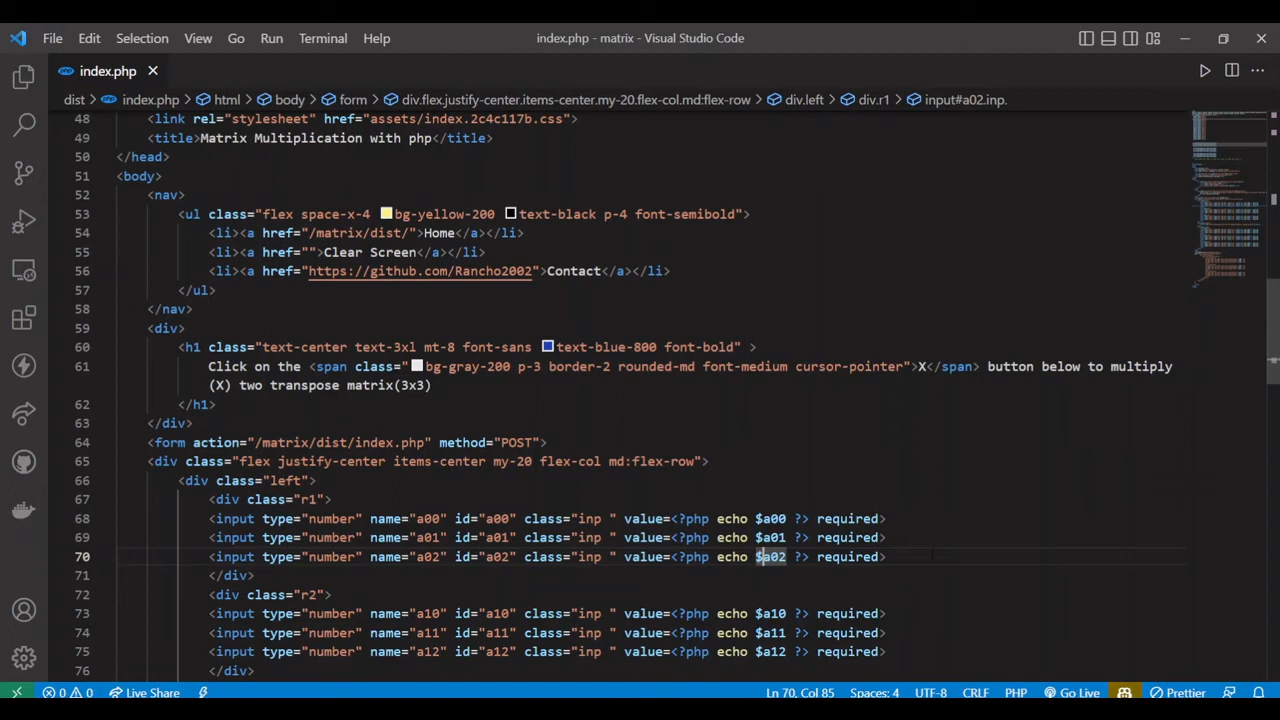 File Edit Selection View Go Run Terminal Help index.php - matrix - Visual Studio Code
index.php
dist > index.php > html > body > form > div.flex.justify-center.items-center.my-20.flex-col.md:flex-row > div.left > div.r1 > input#a02.inp.
48 <link rel="stylesheet" href="assets/index.2c4c117b.css">
49 <title>Matrix Multiplication with php</title>
50 </head>
51 <body>
52 <nav>
53 <ul class="flex space-x-4 bg-yellow-200 text-black p-4 font-semibold">
54 <li><a href="/matrix/dist/">Home</a></li>
55 <li><a href="">Clear Screen</a></li>
56 <li><a href="https://github.com/Rancho2002">Contact</a></li>
57 </ul>
58 </nav>
59 <div>
60 <h1 class="text-center text-3xl mt-8 font-sans text-blue-800 font-bold" >
61 Click on the <span class=" bg-gray-200 p-3 border-2 rounded-md font-medium cursor-pointer">X</span> button below to multiply
(X) two transpose matrix(3x3)
62 </h1>
63 </div>
64 <form action="/matrix/dist/index.php" method="POST">
65 <div class="flex justify-center items-center my-20 flex-col md:flex-row">
66 <div class="left">
67 <div class="r1">
68 <input type="number" name="a00" id="a00" class="inp " value=<?php echo $a00 ?> required>
69 <input type="number" name="a01" id="a01" class="inp " value=<?php echo $a01 ?> required>
70 <input type="number" name="a02" id="a02" class="inp " value=<?php echo $a02 ?> required>
71 </div>
72 <div class="r2">
73 <input type="number" name="a10" id="a10" class="inp " value=<?php echo $a10 ?> required>
74 <input type="number" name="a11" id="a11" class="inp " value=<?php echo $a11 ?> required>
75 <input type="number" name="a12" id="a12" class="inp " value=<?php echo $a12 ?> required>
76 </div>
0 0 Live Share Ln 70, Col 85 Spaces: 4 UTF-8 CRLF PHP Go Live Prettier